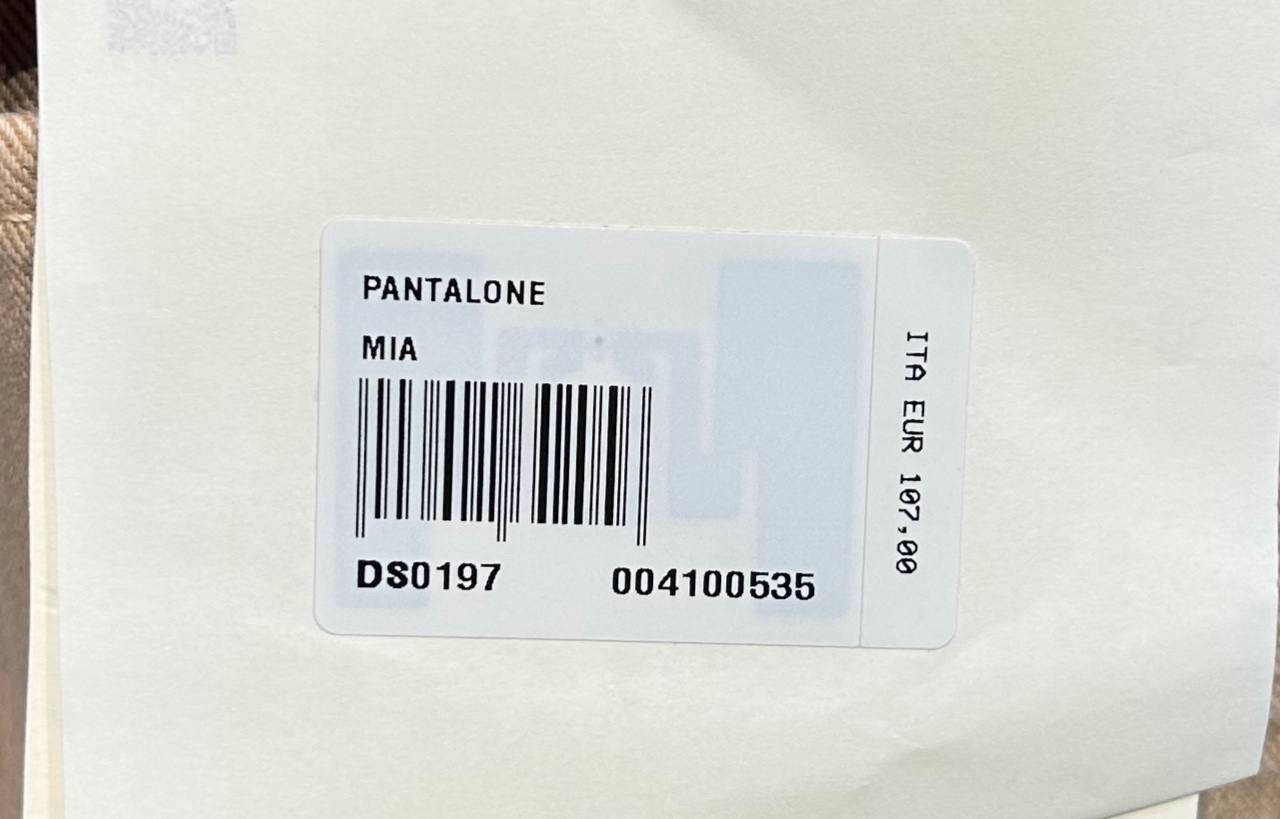 PANTALONE
MIA
DS0197 004100535
ITA EUR 107,00